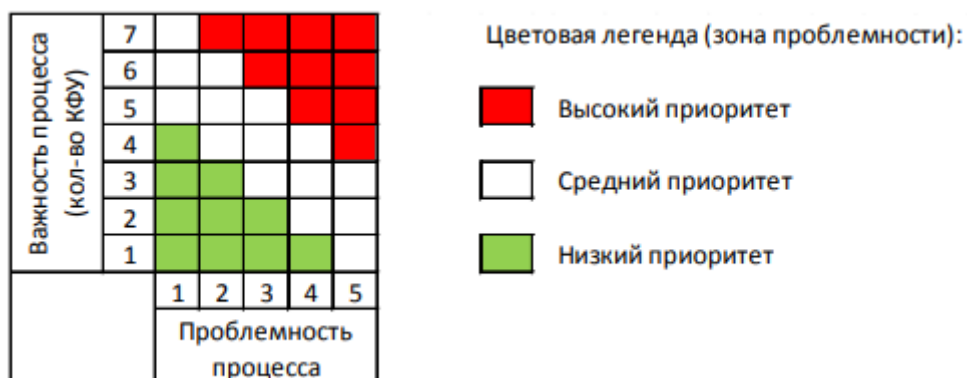 Важность процесса
(кол-во КФУ)
7
6
5
4
3
2
1
1 2 3 4 5
Проблемность
процесса
Цветовая легенда (зона проблемности):
Высокий приоритет
Средний приоритет
Низкий приоритет